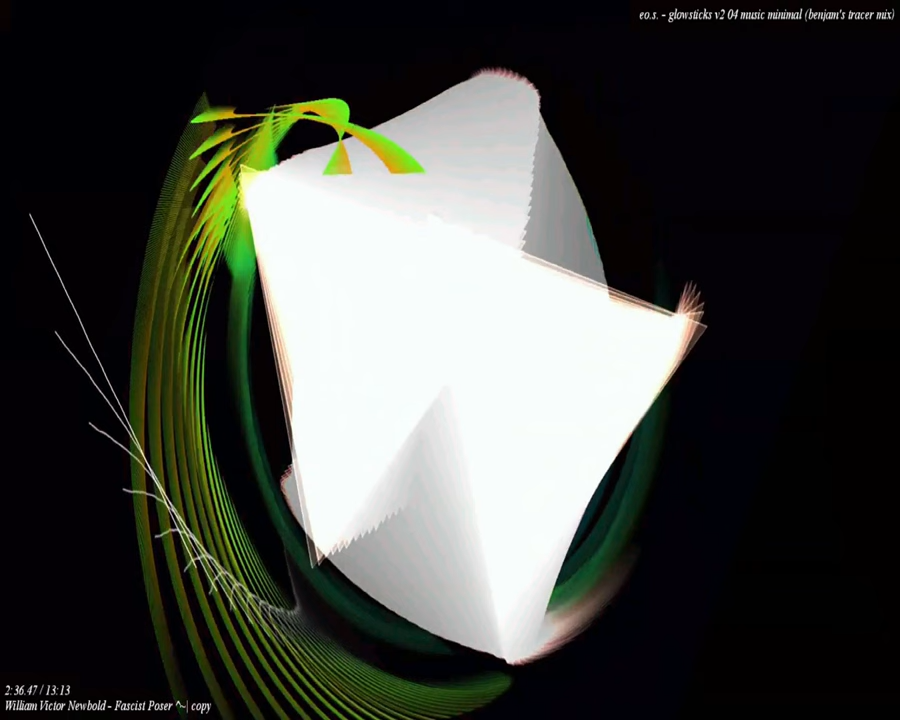 eo.s. - glowsticks v2 04 music minimal (benjam's tracer mix)
2:36.47 / 13:13
William Victor Newbold - Fascist Poser ^~| copy